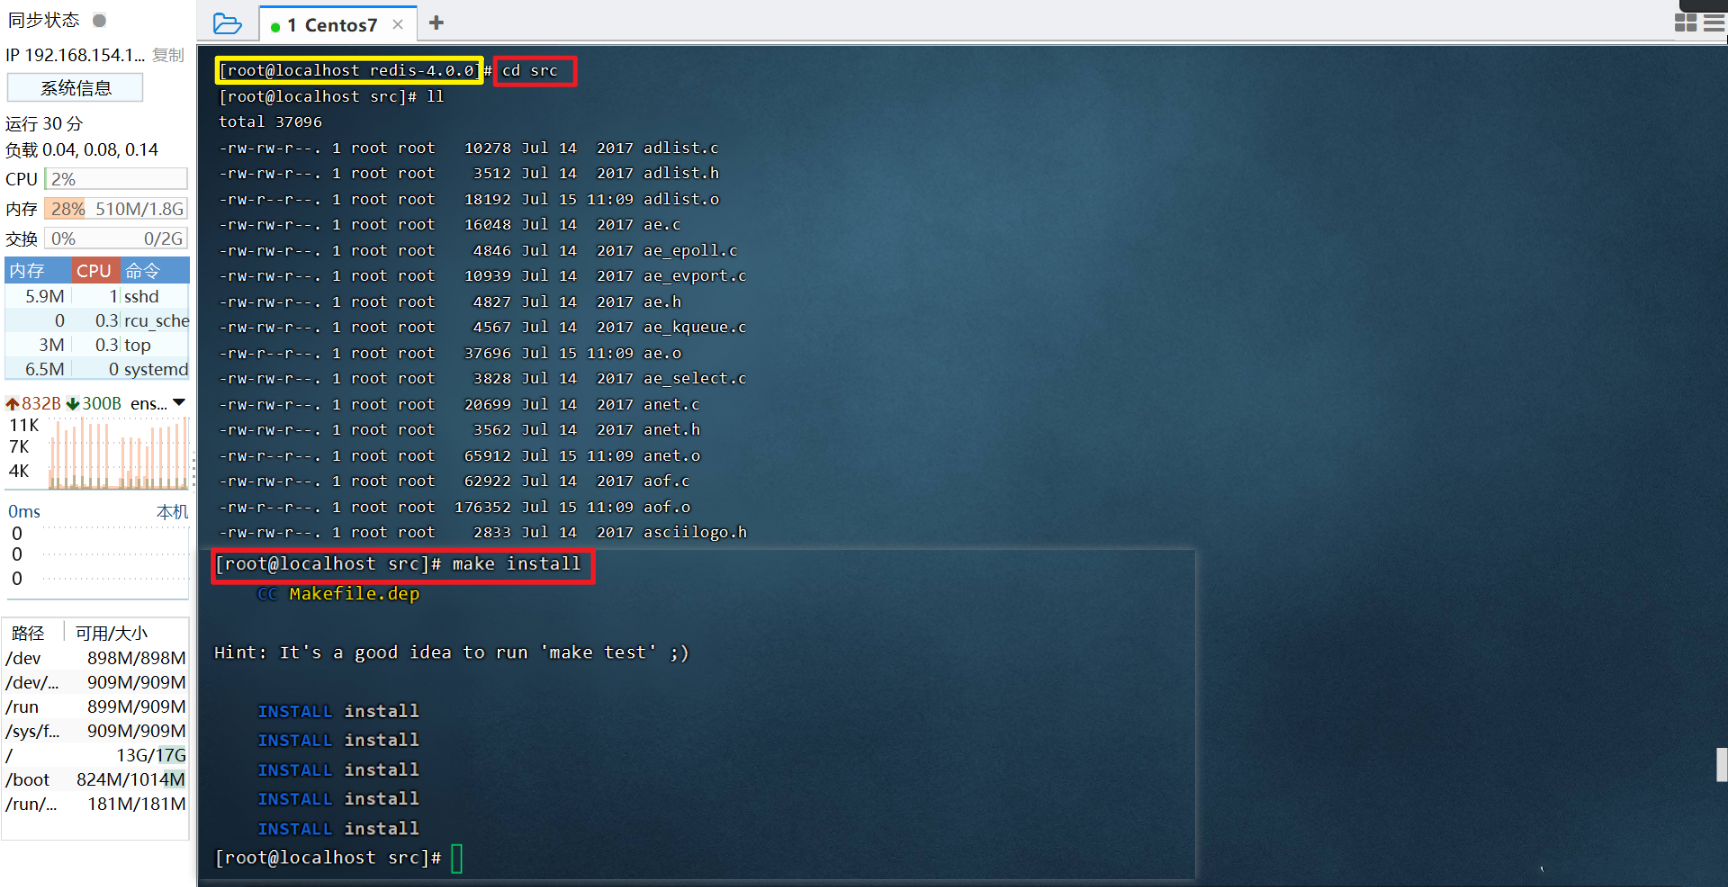 同步状态
IP 192.168.154.1... 复制
系统信息
运行 30 分
负载 0.04, 0.08, 0.14
CPU 2%
内存 28% 510M/1.8G
交换 0% 0/2G
内存 CPU 命令
5.9M 1 sshd
0 0.3 rcu_sche
3M 0.3 top
6.5M 0 systemd
832B 300B ens...
11K
7K
4K
0ms 本机
0
0
0
路径 可用/大小
/dev 898M/898M
/dev/... 909M/909M
/run 899M/909M
/sys/f... 909M/909M
/ 13G/17G
/boot 824M/1014M
/run/... 181M/181M
1 Centos7 × +
[root@localhost redis-4.0.0]# cd src
[root@localhost src]# ll
total 37096
-rw-rw-r--. 1 root root 10278 Jul 14 2017 adlist.c
-rw-rw-r--. 1 root root 3512 Jul 14 2017 adlist.h
-rw-r--r--. 1 root root 18192 Jul 15 11:09 adlist.o
-rw-rw-r--. 1 root root 16048 Jul 14 2017 ae.c
-rw-rw-r--. 1 root root 4846 Jul 14 2017 ae_epoll.c
-rw-rw-r--. 1 root root 10939 Jul 14 2017 ae_evport.c
-rw-rw-r--. 1 root root 4827 Jul 14 2017 ae.h
-rw-rw-r--. 1 root root 4567 Jul 14 2017 ae_kqueue.c
-rw-r--r--. 1 root root 37696 Jul 15 11:09 ae.o
-rw-rw-r--. 1 root root 3828 Jul 14 2017 ae_select.c
-rw-rw-r--. 1 root root 20699 Jul 14 2017 anet.c
-rw-rw-r--. 1 root root 3562 Jul 14 2017 anet.h
-rw-r--r--. 1 root root 65912 Jul 15 11:09 anet.o
-rw-rw-r--. 1 root root 62922 Jul 14 2017 aof.c
-rw-r--r--. 1 root root 176352 Jul 15 11:09 aof.o
-rw-rw-r--. 1 root root 2833 Jul 14 2017 asciilogo.h
[root@localhost src]# make install
CC Makefile.dep
Hint: It's a good idea to run 'make test' ;)
INSTALL install
INSTALL install
INSTALL install
INSTALL install
INSTALL install
[root@localhost src]#